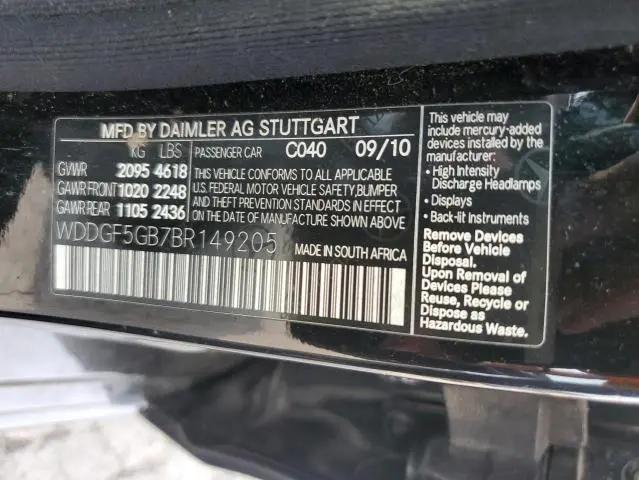 MFD BY DAIMLER AG STUTTGART
KG LBS
GVWR 2095 4618
GAWR FRONT 1020 2248
GAWR REAR 1105 2436
PASSENGER CAR C040 09/10
THIS VEHICLE CONFORMS TO ALL APPLICABLE
U.S. FEDERAL MOTOR VEHICLE SAFETY, BUMPER
AND THEFT PREVENTION STANDARDS IN EFFECT
ON THE DATE OF MANUFACTURE SHOWN ABOVE
WDDGF5GB7BR149205
MADE IN SOUTH AFRICA
This vehicle may
include mercury-added
devices installed by the
manufacturer:
• High Intensity
Discharge Headlamps
• Displays
• Back-lit Instruments
Remove Devices
Before Vehicle
Disposal.
Upon Removal of
Devices Please
Reuse, Recycle or
Dispose as
Hazardous Waste.